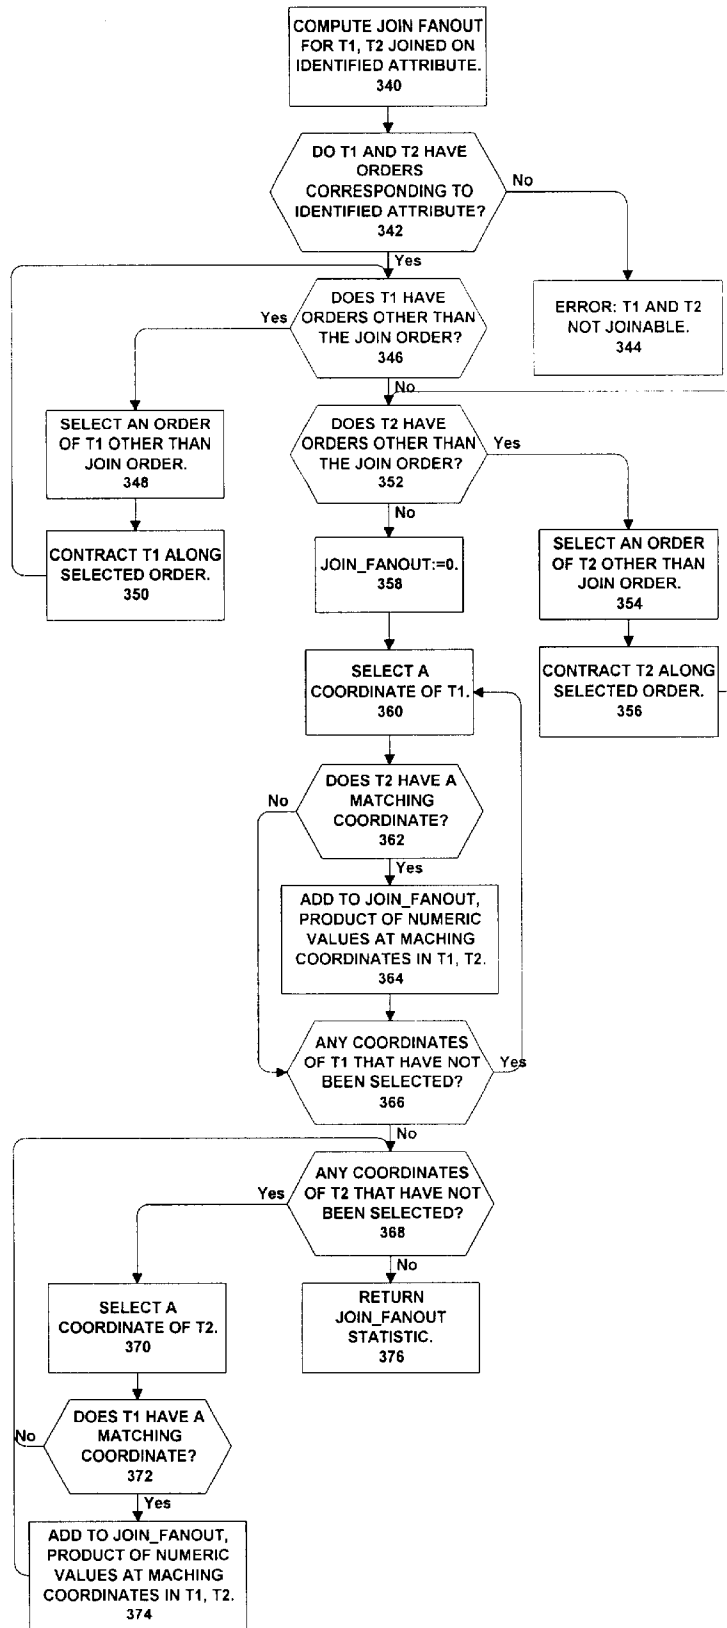 COMPUTE JOIN FANOUT
FOR T1, T2 JOINED ON
IDENTIFIED ATTRIBUTE.
340
DO T1 AND T2 HAVE
ORDERS
CORRESPONDING TO
IDENTIFIED ATTRIBUTE?
342
No
Yes
ERROR: T1 AND T2
NOT JOINABLE.
344
DOES T1 HAVE
ORDERS OTHER THAN
THE JOIN ORDER?
346
Yes
No
SELECT AN ORDER
OF T1 OTHER THAN
JOIN ORDER.
348
CONTRACT T1 ALONG
SELECTED ORDER.
350
DOES T2 HAVE
ORDERS OTHER THAN
THE JOIN ORDER?
352
Yes
No
SELECT AN ORDER
OF T2 OTHER THAN
JOIN ORDER.
354
CONTRACT T2 ALONG
SELECTED ORDER.
356
JOIN_FANOUT:=0.
358
SELECT A
COORDINATE OF T1.
360
DOES T2 HAVE A
MATCHING
COORDINATE?
362
No
Yes
ADD TO JOIN_FANOUT,
PRODUCT OF NUMERIC
VALUES AT MACHING
COORDINATES IN T1, T2.
364
ANY COORDINATES
OF T1 THAT HAVE NOT
BEEN SELECTED?
366
Yes
No
ANY COORDINATES
OF T2 THAT HAVE NOT
BEEN SELECTED?
368
Yes
No
SELECT A
COORDINATE OF T2.
370
RETURN
JOIN_FANOUT
STATISTIC.
376
DOES T1 HAVE A
MATCHING
COORDINATE?
372
No
Yes
ADD TO JOIN_FANOUT,
PRODUCT OF NUMERIC
VALUES AT MACHING
COORDINATES IN T1, T2.
374